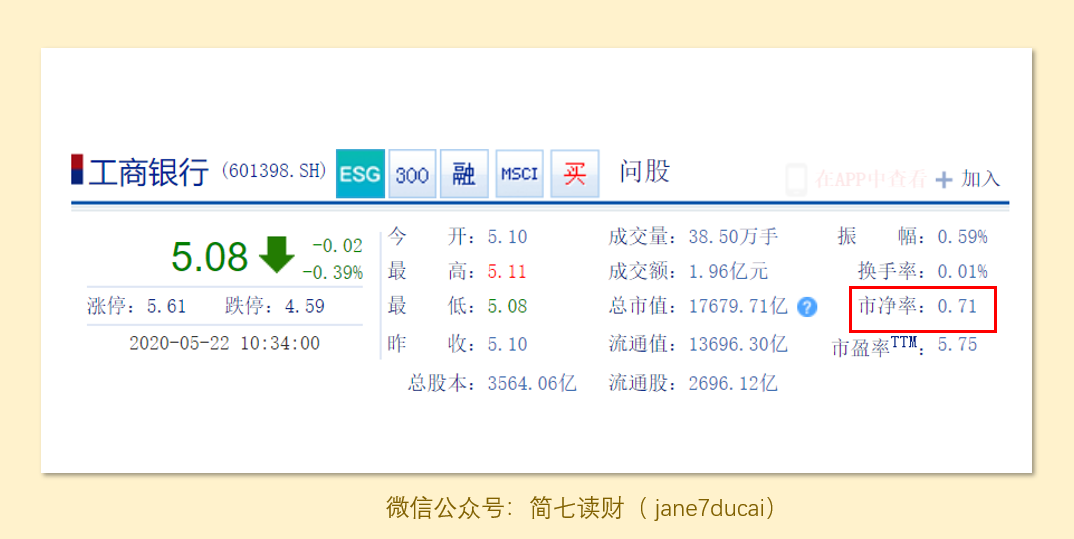 工商银行 (601398.SH) ESG 300 融 MSCI 买 问股 在APP中查看 + 加入
5.08 -0.02
-0.39%
涨停: 5.61 跌停: 4.59
2020-05-22 10:34:00
今开: 5.10 成交量: 38.50万手 振幅: 0.59%
最高: 5.11 成交额: 1.96亿元 换手率: 0.01%
最低: 5.08 总市值: 17679.71亿 ? 市净率: 0.71
昨收: 5.10 流通值: 13696.30亿 市盈率TTM: 5.75
总股本: 3564.06亿 流通股: 2696.12亿
微信公众号：简七读财（jane7ducai）